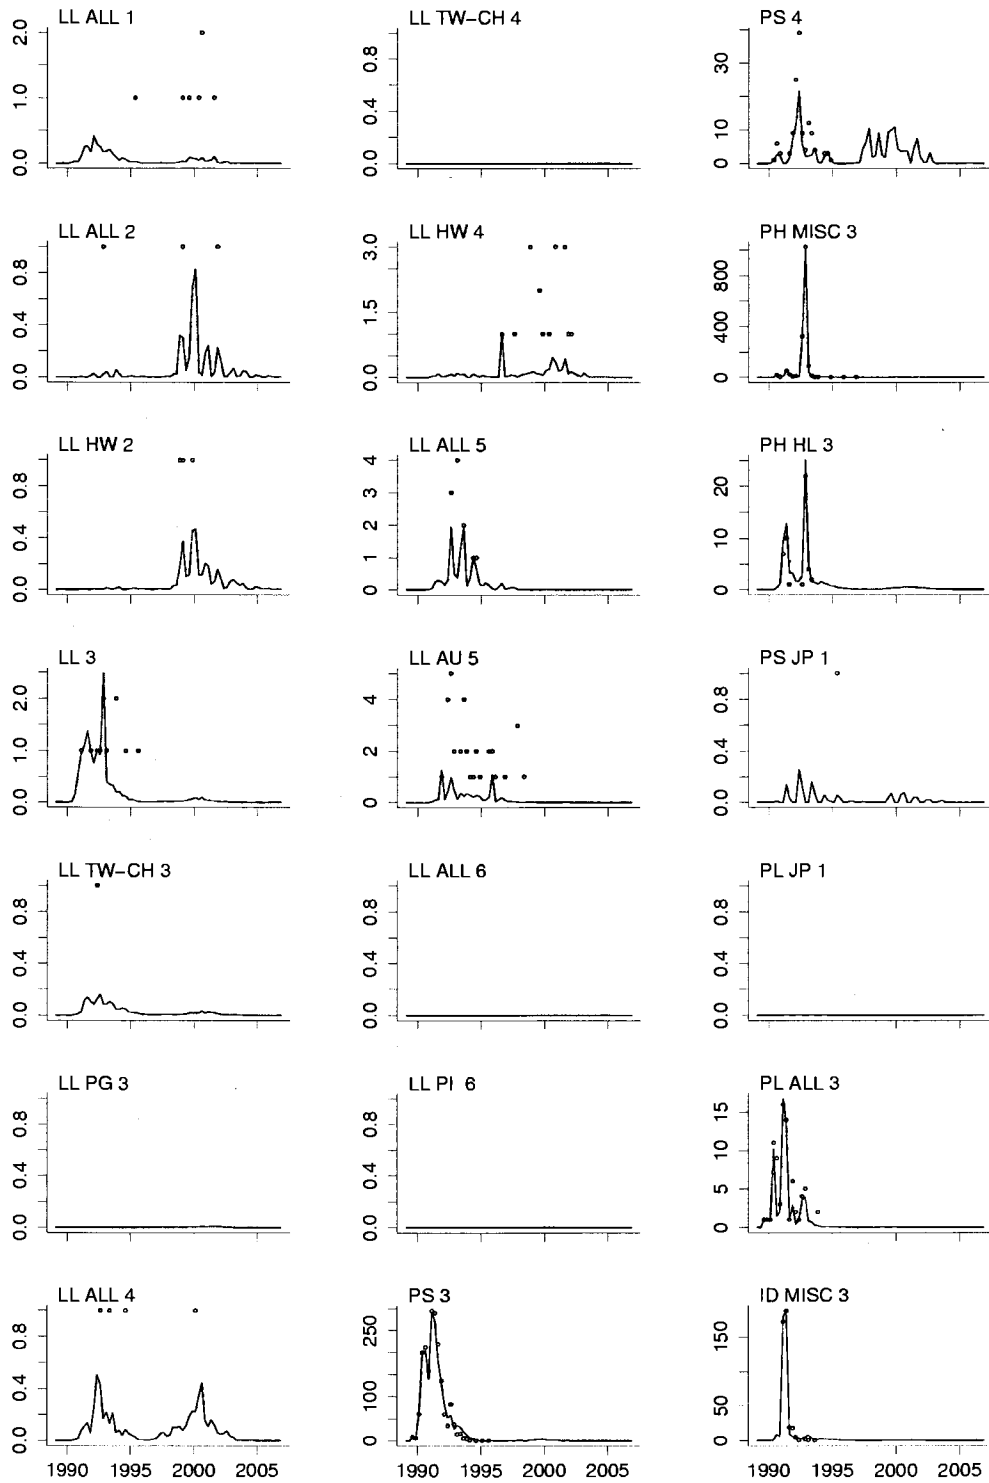 LL ALL 1
0.0 1.0 2.0
LL TW-CH 4
0.0 0.4 0.8
PS 4
0 10 30
LL ALL 2
0.0 0.4 0.8
LL HW 4
0.0 1.5 3.0
PH MISC 3
0 400 800
LL HW 2
0.0 0.4 0.8
LL ALL 5
0 1 2 3 4
PH HL 3
0 10 20
LL 3
0.0 1.0 2.0
LL AU 5
0 2 4
PS JP 1
0.0 0.4 0.8
LL TW-CH 3
0.0 0.4 0.8
LL ALL 6
0.0 0.4 0.8
PL JP 1
0.0 0.4 0.8
LL PG 3
0.0 0.4 0.8
LL PI 6
0.0 0.4 0.8
PL ALL 3
0 5 10 15
LL ALL 4
0.0 0.4 0.8
PS 3
0 100 250
ID MISC 3
0 50 150
1990 1995 2000 2005
1990 1995 2000 2005
1990 1995 2000 2005